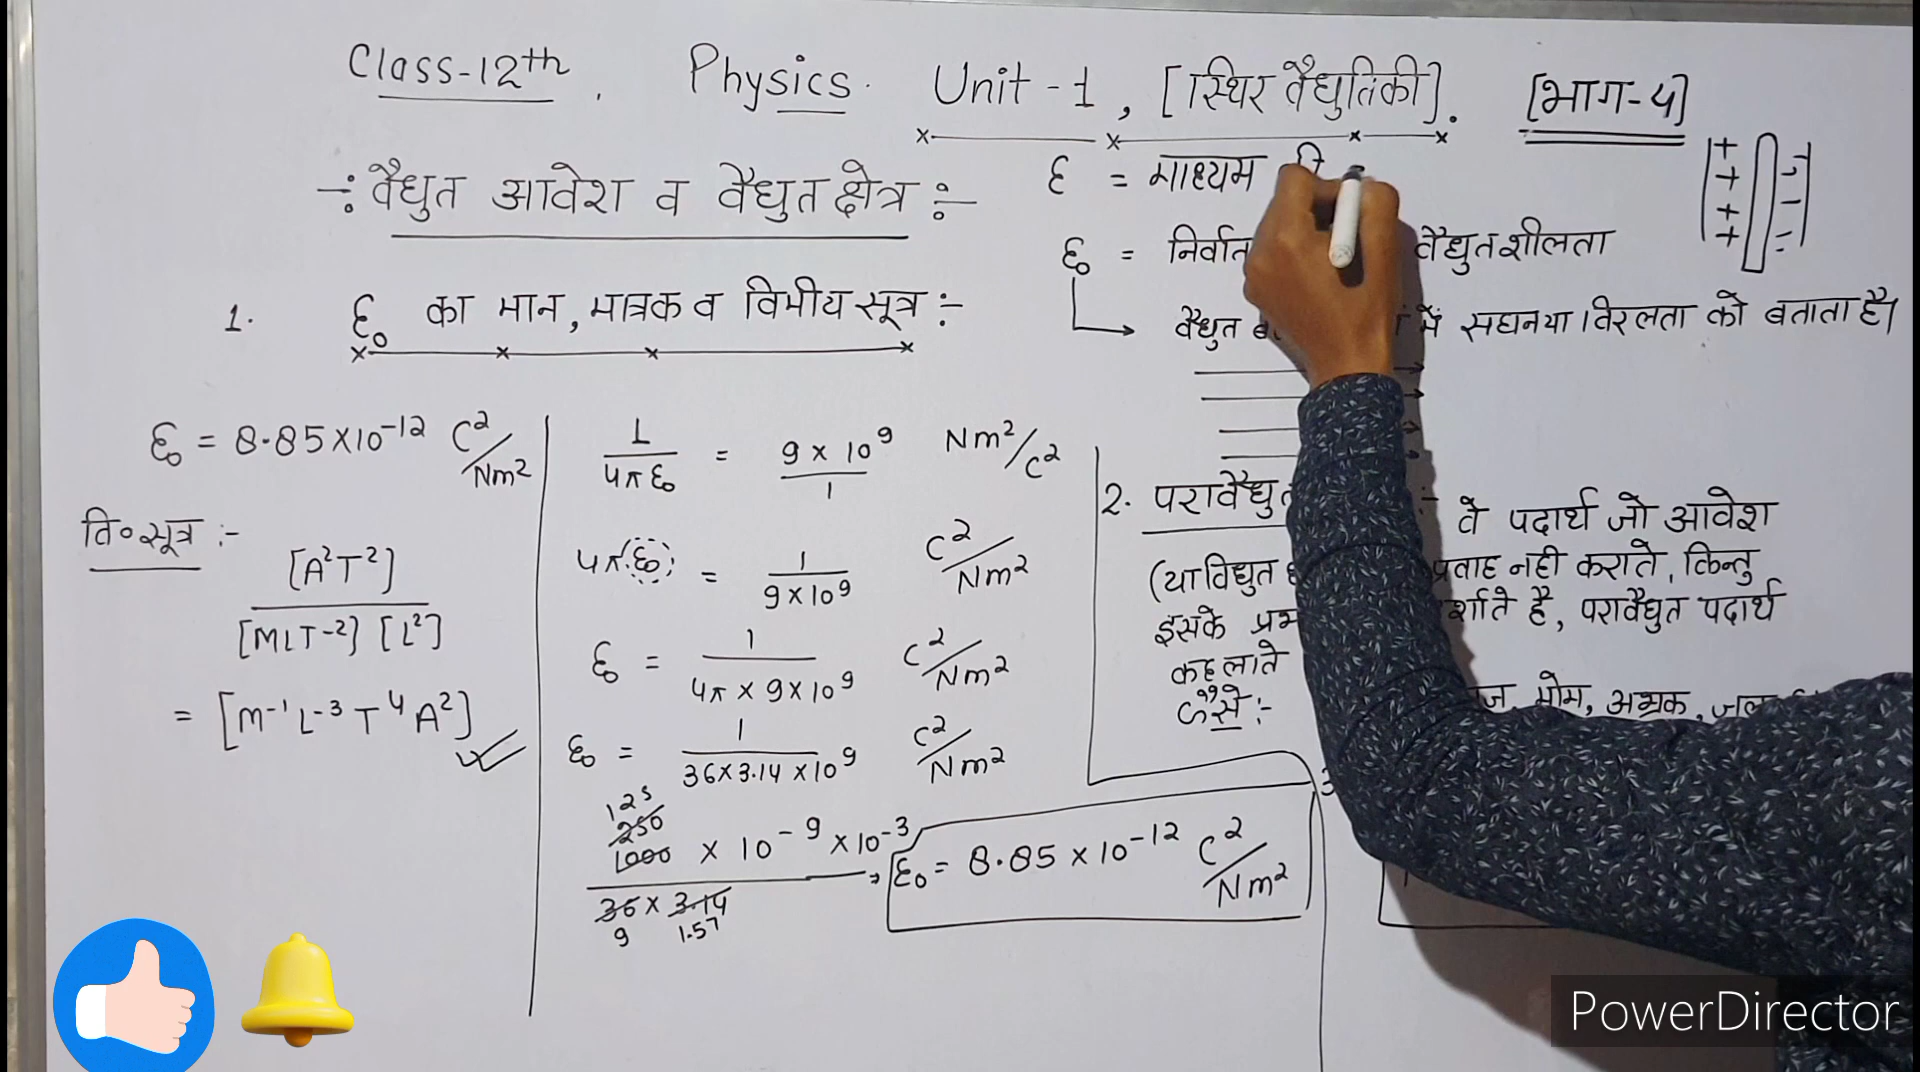 Class-12th, Physics. Unit-1, [स्थिर वैद्युतिकी]. [भाग-4]
-: वैद्युत आवेश व वैद्युत क्षेत्र :-
1. ε₀ का मान, मात्रक व विमीय सूत्र :-
ε₀ = 8.85×10⁻¹² C²/Nm²
वि० सूत्र :-
[A²T²]
[MLT⁻²] [L²]
= [M⁻¹L⁻³T⁴A²]
1/4πε₀ = 9×10⁹/1 Nm²/C²
4π(ε₀) = 1/9×10⁹ C²/Nm²
ε₀ = 1/4π×9×10⁹ C²/Nm²
ε₀ = 1/36×3.14×10⁹ C²/Nm²
125
250
1000 × 10⁻⁹ × 10⁻³
36 × 3.14
9 1.57
ε₀ = 8.85×10⁻¹² C²/Nm²
ε = माध्यम
ε₀ = निर्वात वैद्युतशीलता
वैद्युत में सघन या विरलता को बताता है।
+ + + +
2. :- वे पदार्थ जो आवेश
(या विद्युत प्रवाह नही कराते, किन्तु
इसके है, परावैद्युत पदार्थ
कहलाते
जैसे :- मोम, अभ्रक,
PowerDirector